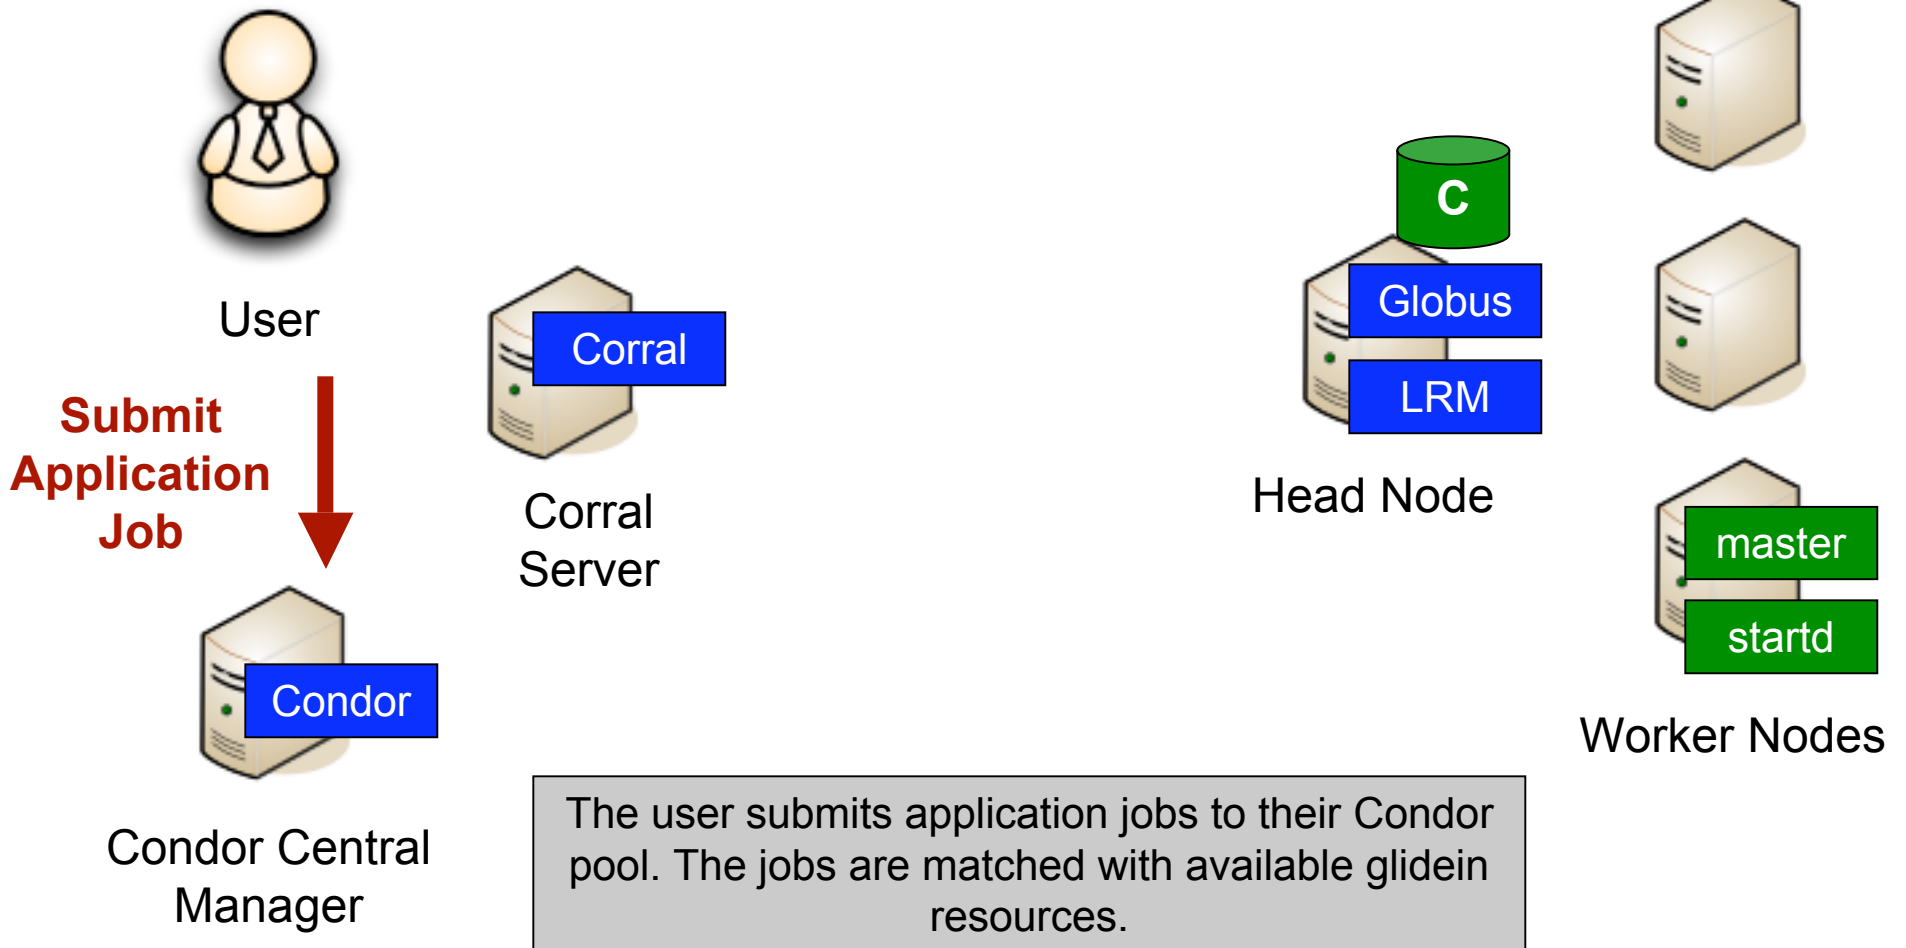 User
Submit
Application
Job
Corral
Corral
Server
Condor
Condor Central
Manager
C
Globus
LRM
Head Node
master
startd
Worker Nodes
The user submits application jobs to their Condor
pool. The jobs are matched with available glidein
resources.